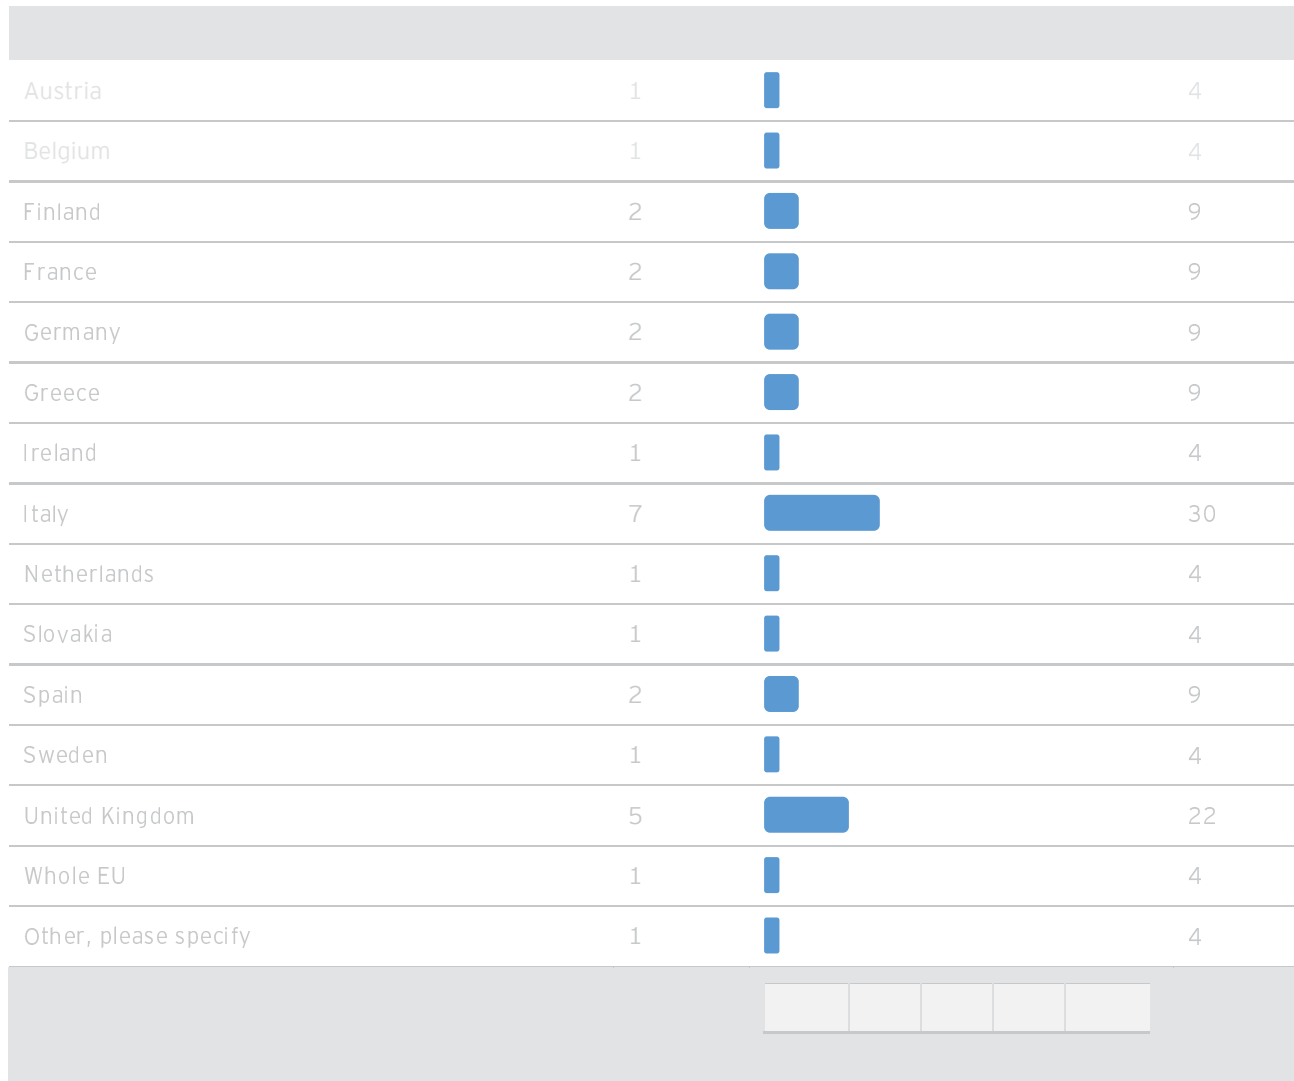 Austria 1 4
Belgium 1 4
Finland 2 9
France 2 9
Germany 2 9
Greece 2 9
Ireland 1 4
Italy 7 30
Netherlands 1 4
Slovakia 1 4
Spain 2 9
Sweden 1 4
United Kingdom 5 22
Whole EU 1 4
Other, please specify 1 4